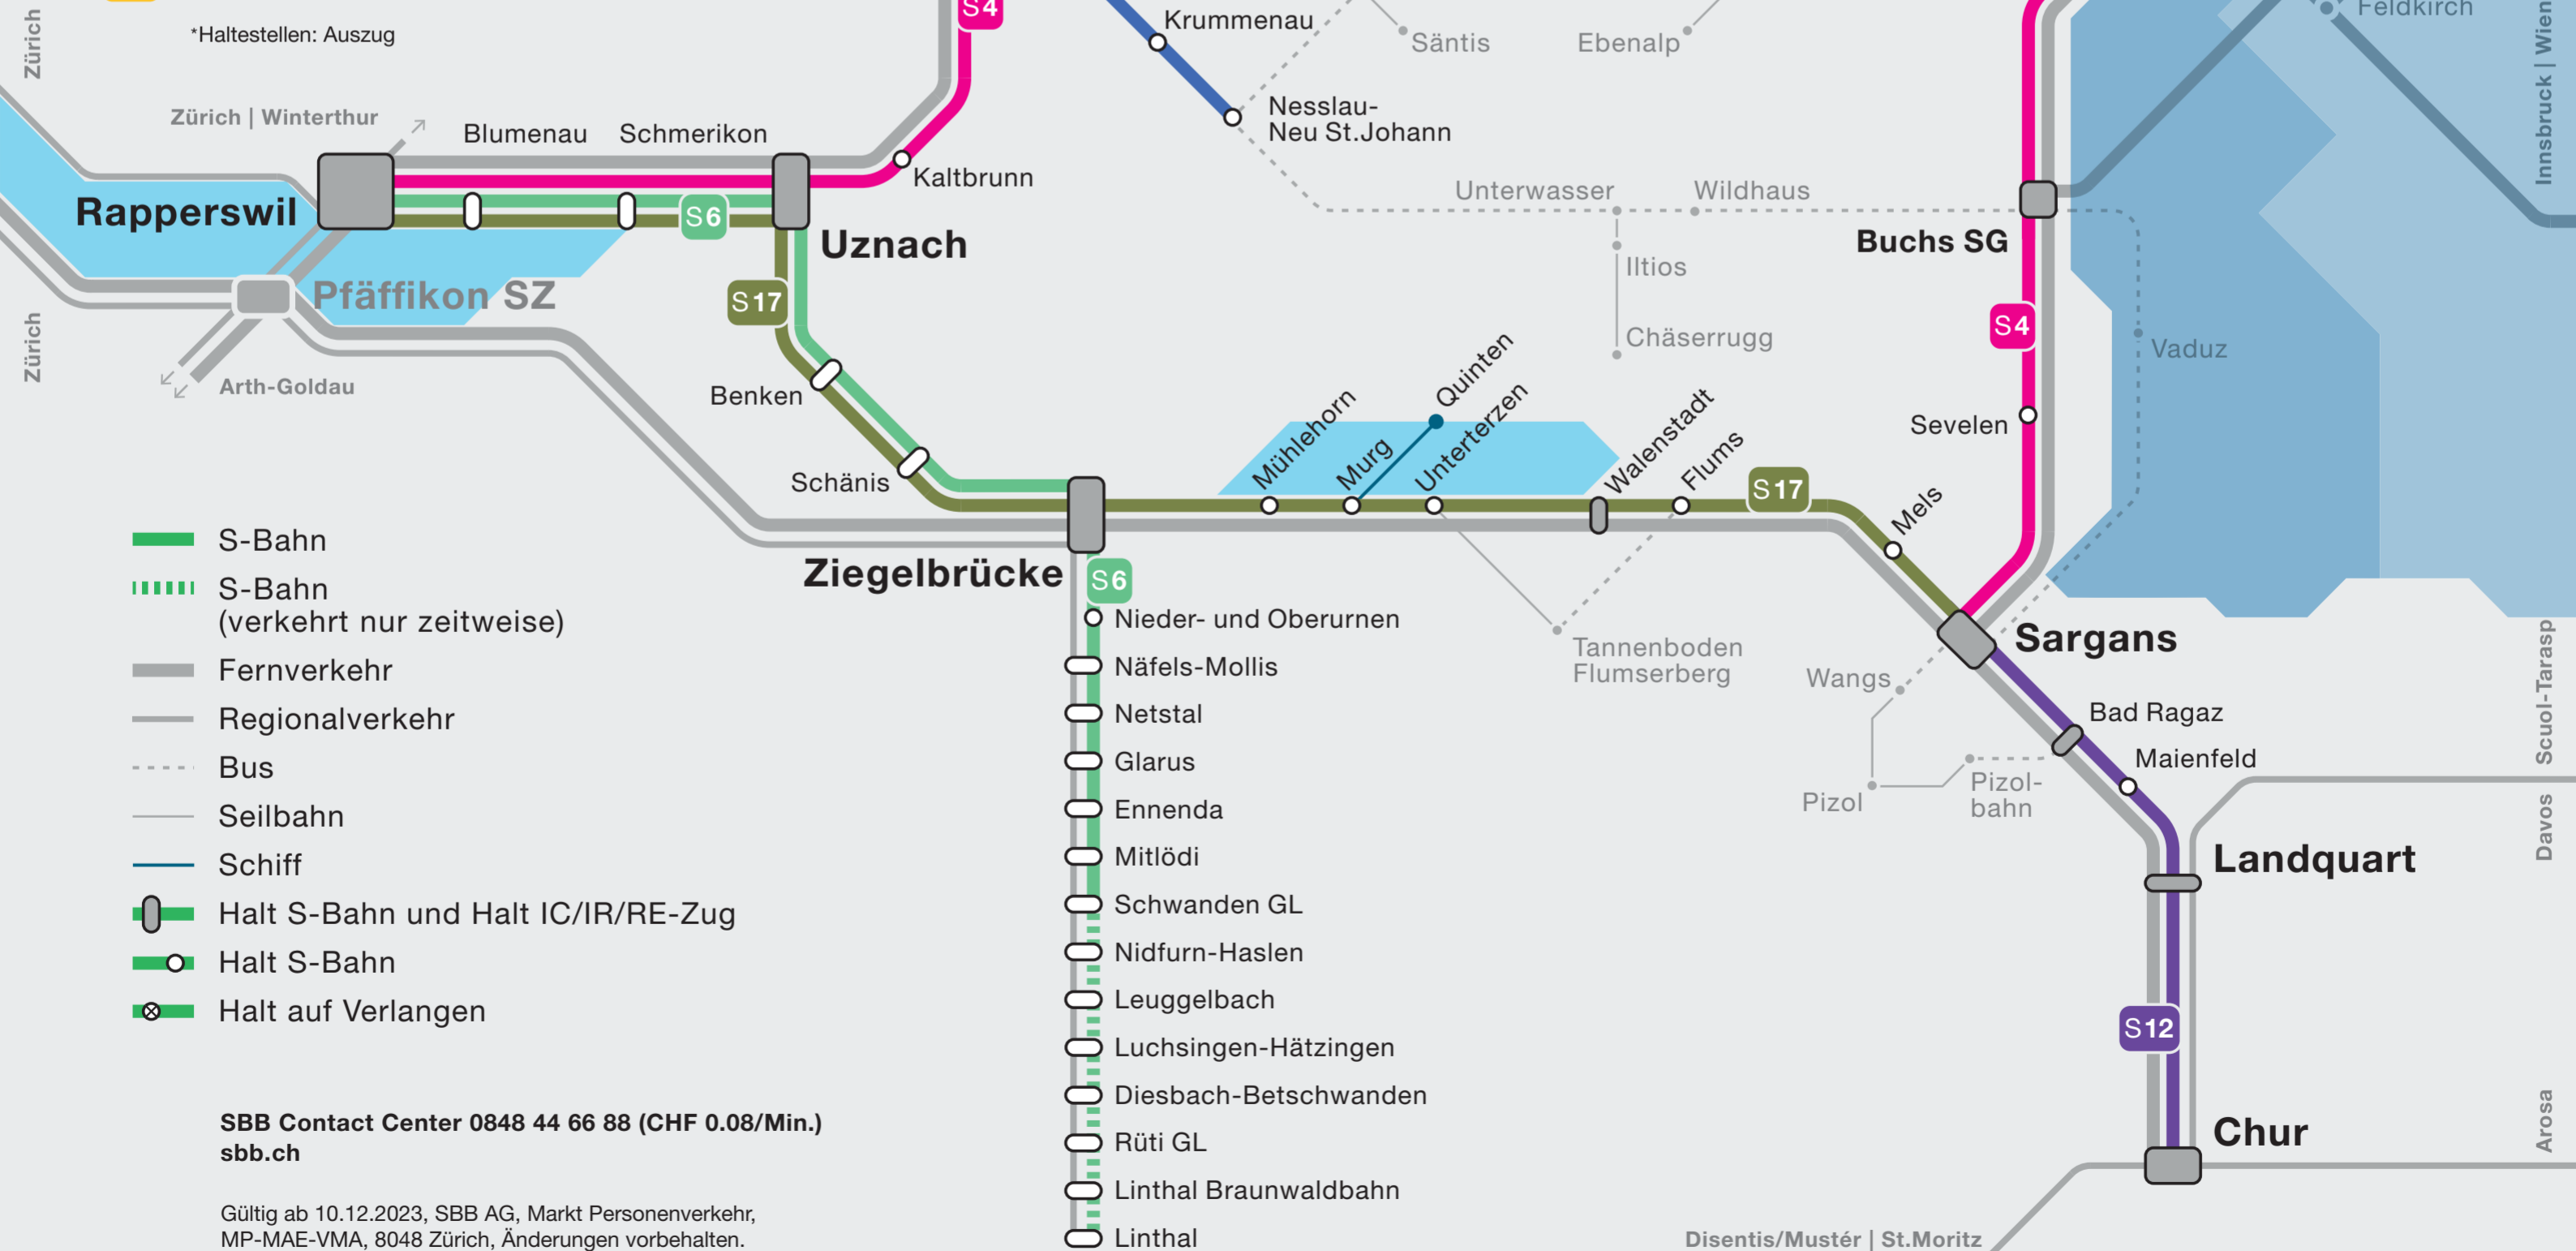 Zürich
*Haltestellen: Auszug
Zürich | Winterthur
Blumenau
Schmerikon
S4
Kaltbrunn
Krummenau
Nesslau-
Neu St.Johann
Säntis
Ebenalp
Feldkirch
Innsbruck | Wien
Rapperswil
S6
Uznach
Pfäffikon SZ
Zürich
Arth-Goldau
S17
Benken
Schänis
Unterwasser
Wildhaus
Iltios
Chäserrugg
Buchs SG
S4
Vaduz
Sevelen
Mühlehorn
Murg
Quinten
Unterterzen
Walenstadt
Flums
S17
Mels
Ziegelbrücke
S6
Nieder- und Oberurnen
Näfels-Mollis
Netstal
Glarus
Ennenda
Mitlödi
Schwanden GL
Nidfurn-Haslen
Leuggelbach
Luchsingen-Hätzingen
Diesbach-Betschwanden
Rüti GL
Linthal Braunwaldbahn
Linthal
Tannenboden
Flumserberg
Wangs
Pizol
Pizol-
bahn
Sargans
Bad Ragaz
Maienfeld
Landquart
S12
Chur
Scuol-Tarasp
Davos
Arosa
Disentis/Mustér | St.Moritz
S-Bahn
S-Bahn
(verkehrt nur zeitweise)
Fernverkehr
Regionalverkehr
Bus
Seilbahn
Schiff
Halt S-Bahn und Halt IC/IR/RE-Zug
Halt S-Bahn
Halt auf Verlangen
SBB Contact Center 0848 44 66 88 (CHF 0.08/Min.)
sbb.ch
Gültig ab 10.12.2023, SBB AG, Markt Personenverkehr,
MP-MAE-VMA, 8048 Zürich, Änderungen vorbehalten.